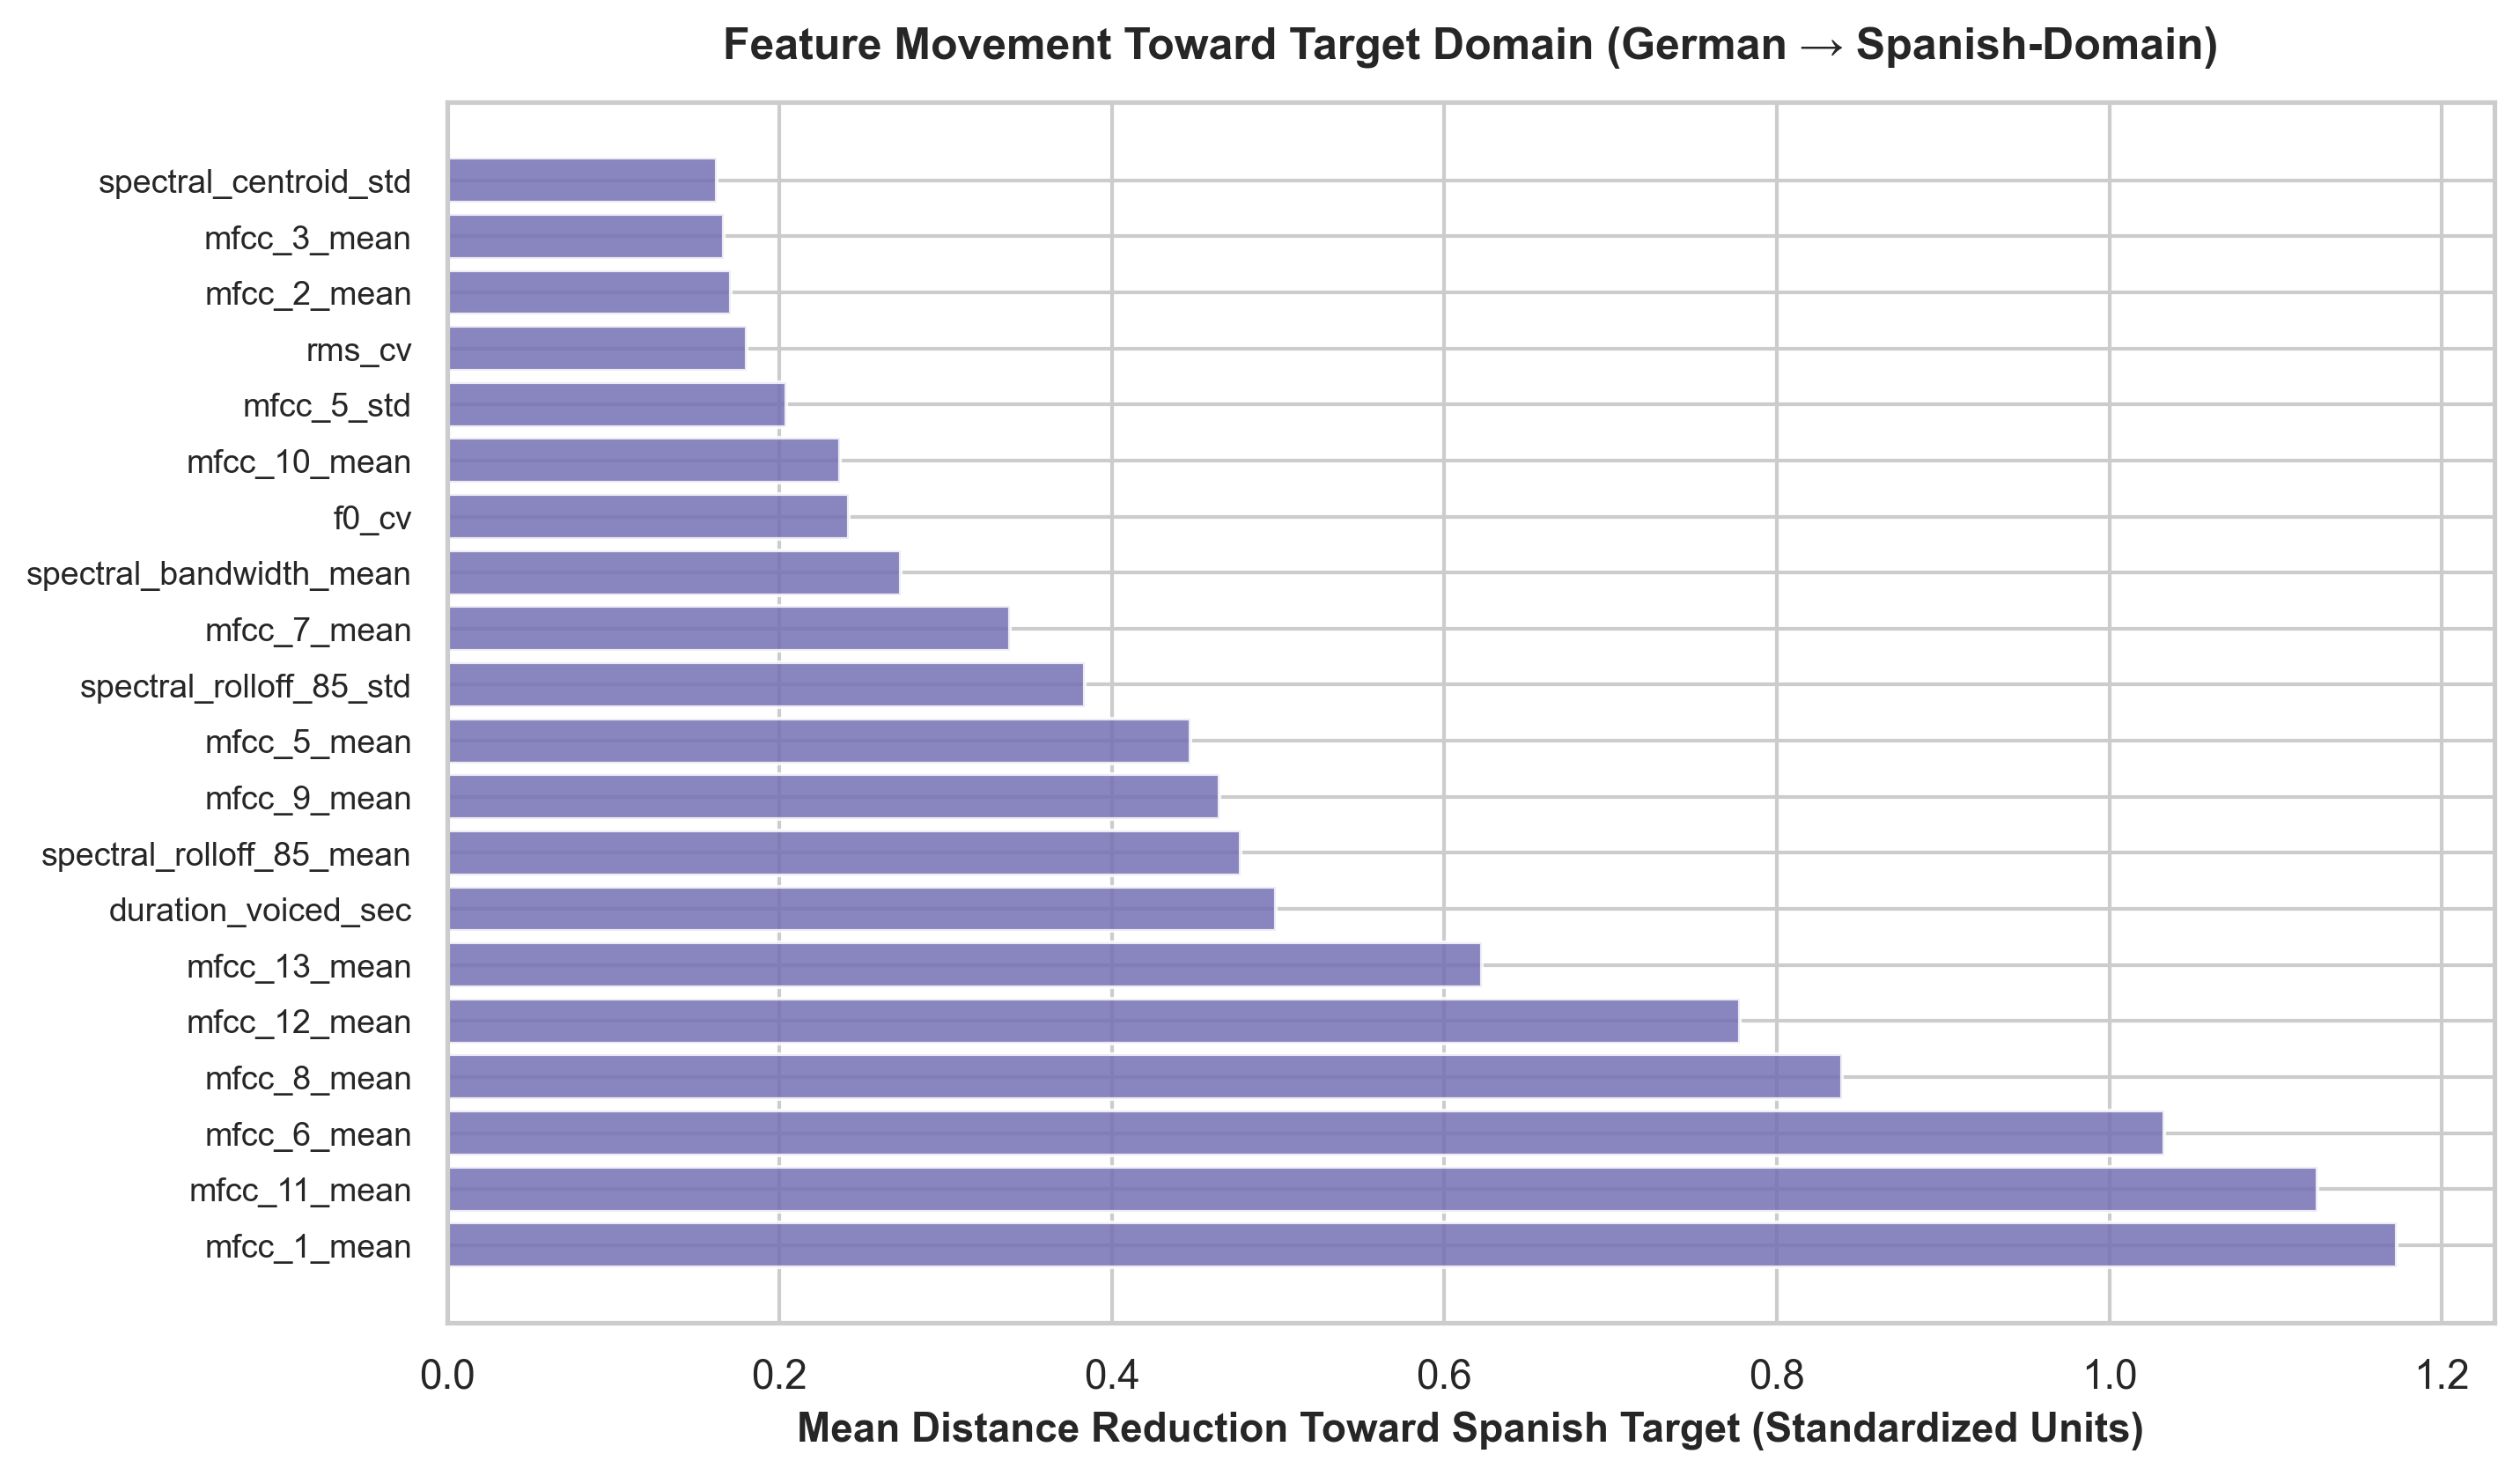 Feature Movement Toward Target Domain (German → Spanish-Domain)
spectral_centroid_std
mfcc_3_mean
mfcc_2_mean
rms_cv
mfcc_5_std
mfcc_10_mean
f0_cv
spectral_bandwidth_mean
mfcc_7_mean
spectral_rolloff_85_std
mfcc_5_mean
mfcc_9_mean
spectral_rolloff_85_mean
duration_voiced_sec
mfcc_13_mean
mfcc_12_mean
mfcc_8_mean
mfcc_6_mean
mfcc_11_mean
mfcc_1_mean
0.0 0.2 0.4 0.6 0.8 1.0 1.2
Mean Distance Reduction Toward Spanish Target (Standardized Units)